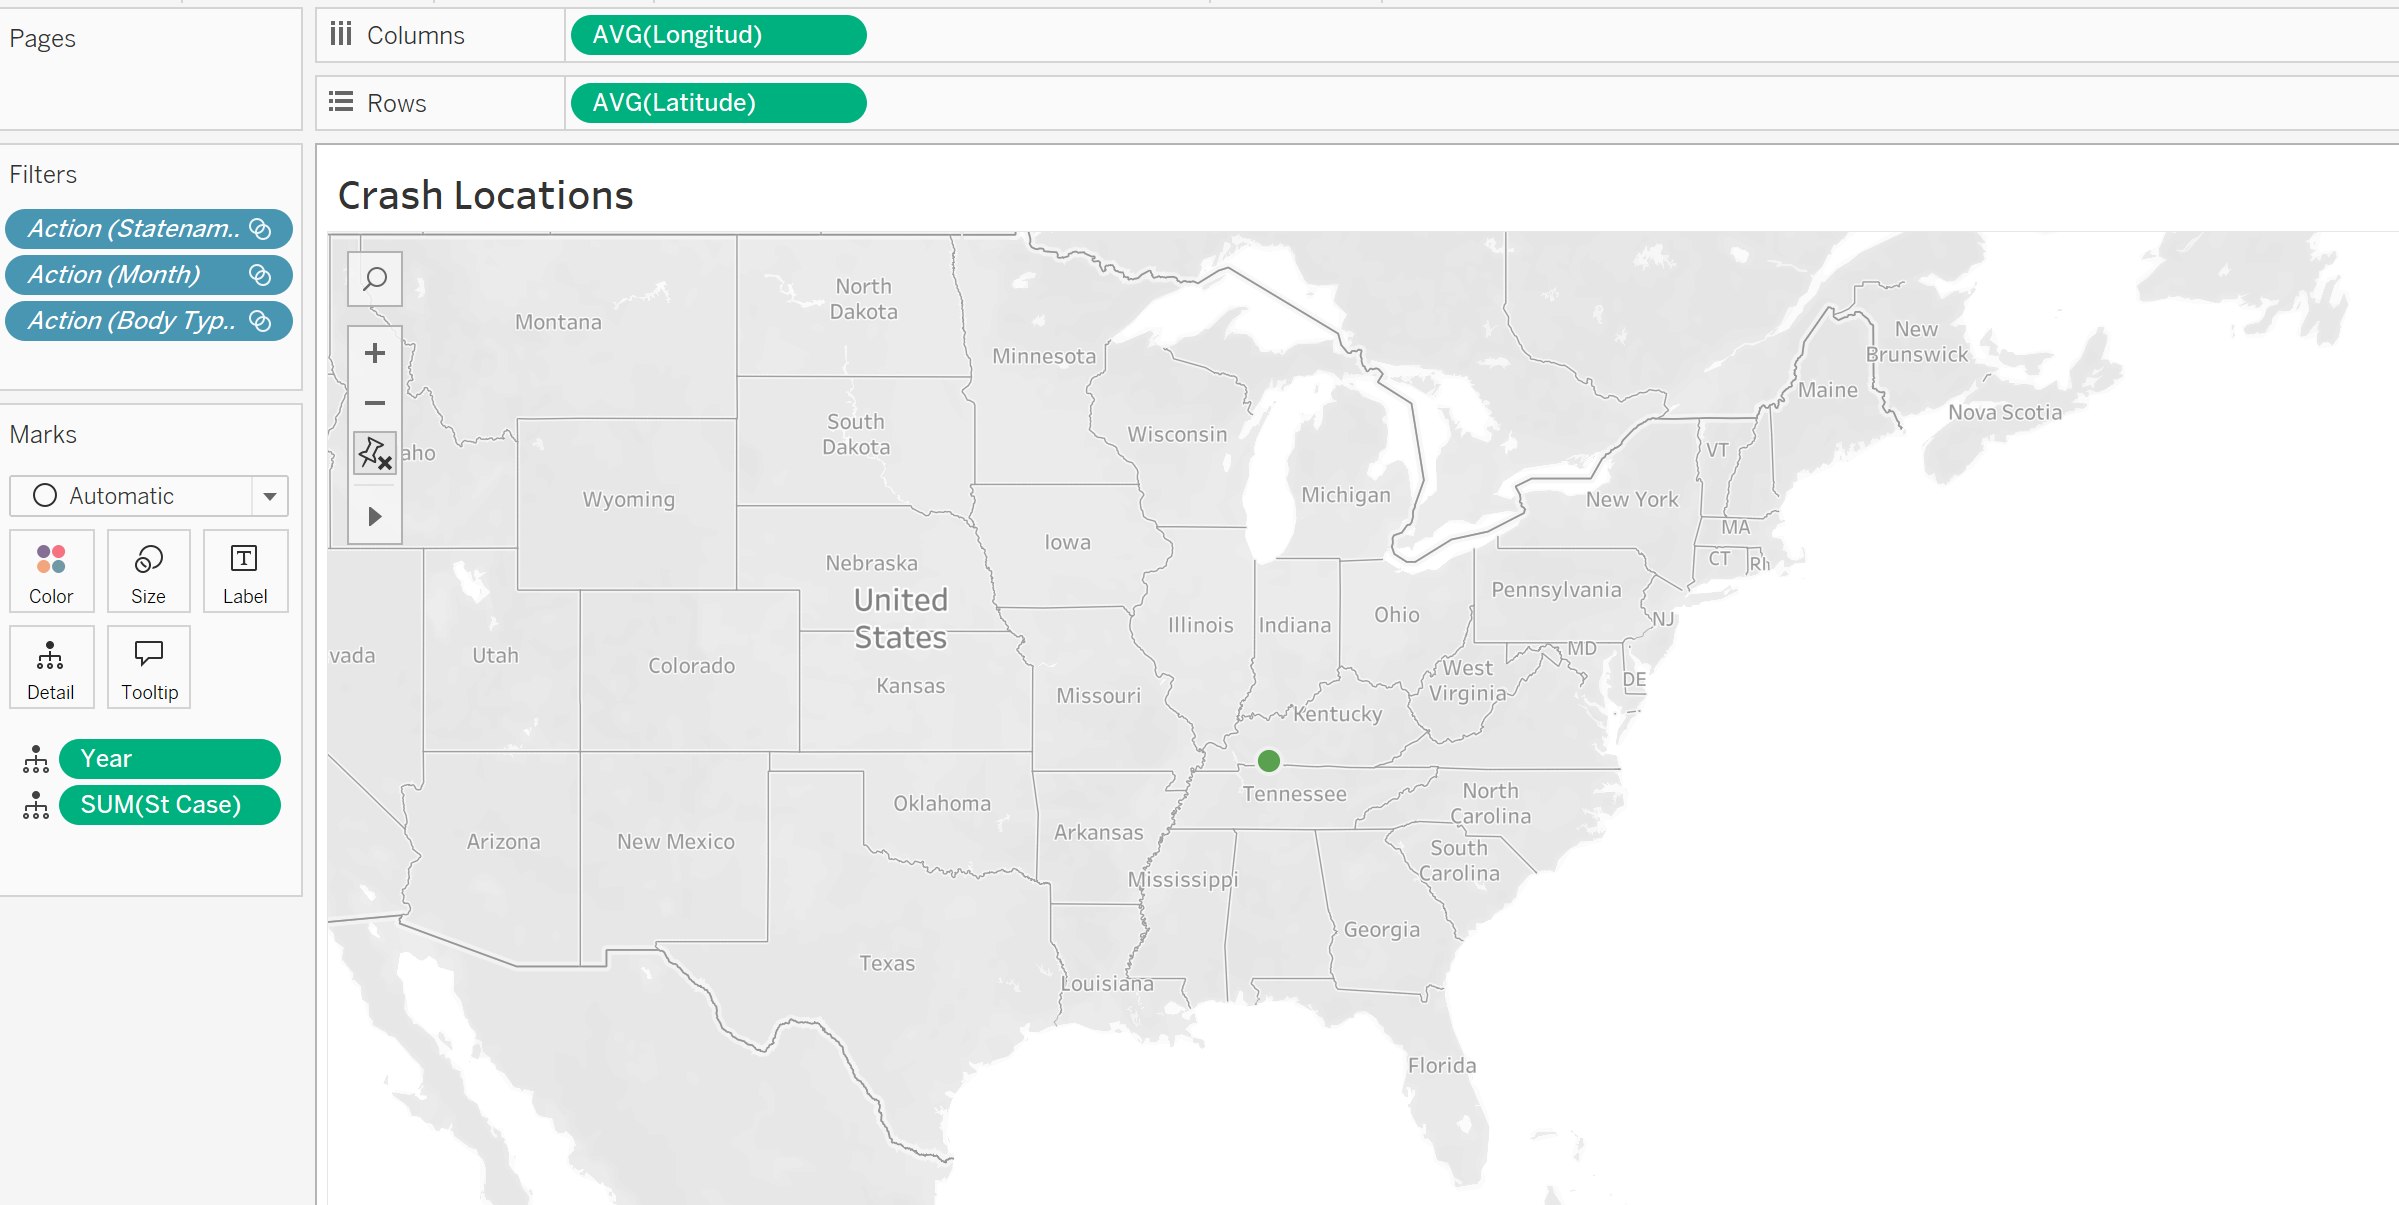 Pages
Columns
AVG(Longitud)
Rows
AVG(Latitude)
Filters
Action (Statenam..
Action (Month)
Action (Body Typ..
Marks
Automatic
Color
Size
Label
Detail
Tooltip
Year
SUM(St Case)
Crash Locations
Montana
North
Dakota
Minnesota
New
Brunswick
Maine
Nova Scotia
South
Dakota
Wisconsin
VT
aho
Wyoming
Michigan
New York
MA
Iowa
CT
Rh
Nebraska
Pennsylvania
United
States
Ohio
Illinois
Indiana
NJ
MD
vada
Utah
Colorado
West
Virginia
DE
Kansas
Missouri
Kentucky
Tennessee
North
Carolina
Oklahoma
Arkansas
Arizona
New Mexico
South
Carolina
Mississippi
Georgia
Texas
Louisiana
Florida